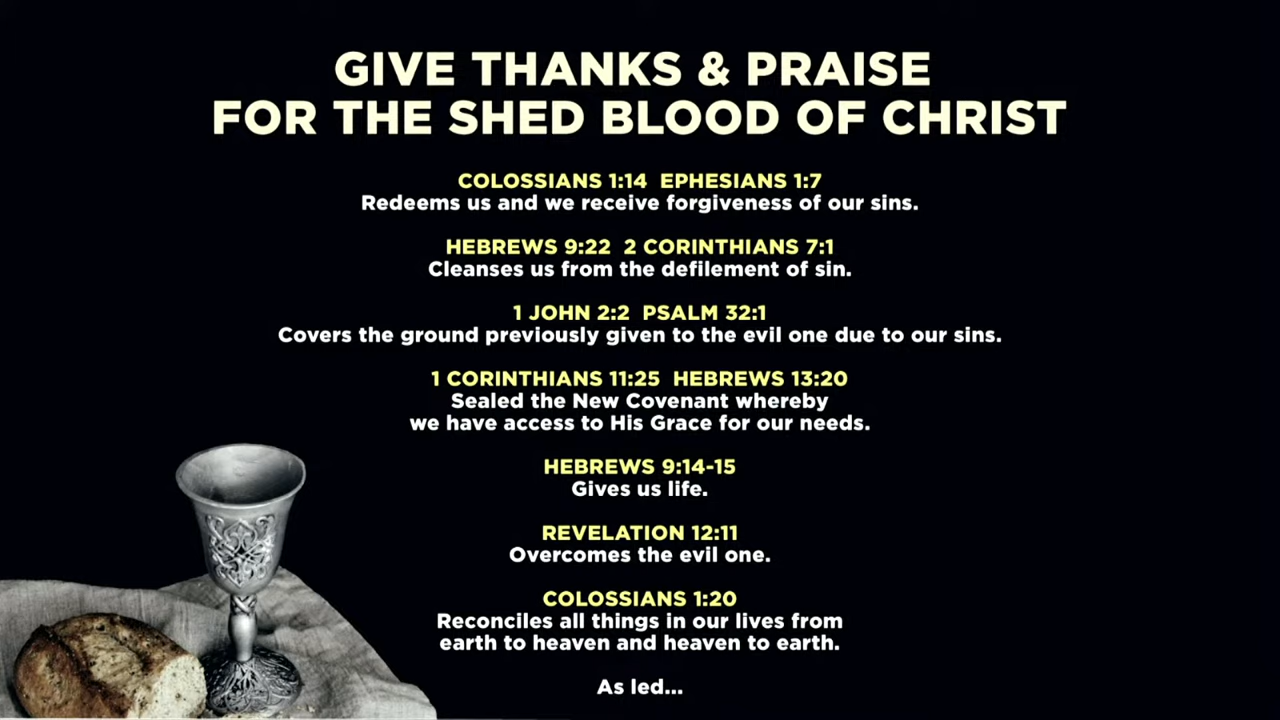 GIVE THANKS & PRAISE
FOR THE SHED BLOOD OF CHRIST
COLOSSIANS 1:14 EPHESIANS 1:7
Redeems us and we receive forgiveness of our sins.
HEBREWS 9:22 2 CORINTHIANS 7:1
Cleanses us from the defilement of sin.
1 JOHN 2:2 PSALM 32:1
Covers the ground previously given to the evil one due to our sins.
1 CORINTHIANS 11:25 HEBREWS 13:20
Sealed the New Covenant whereby
we have access to His Grace for our needs.
HEBREWS 9:14-15
Gives us life.
REVELATION 12:11
Overcomes the evil one.
COLOSSIANS 1:20
Reconciles all things in our lives from
earth to heaven and heaven to earth.
As led...